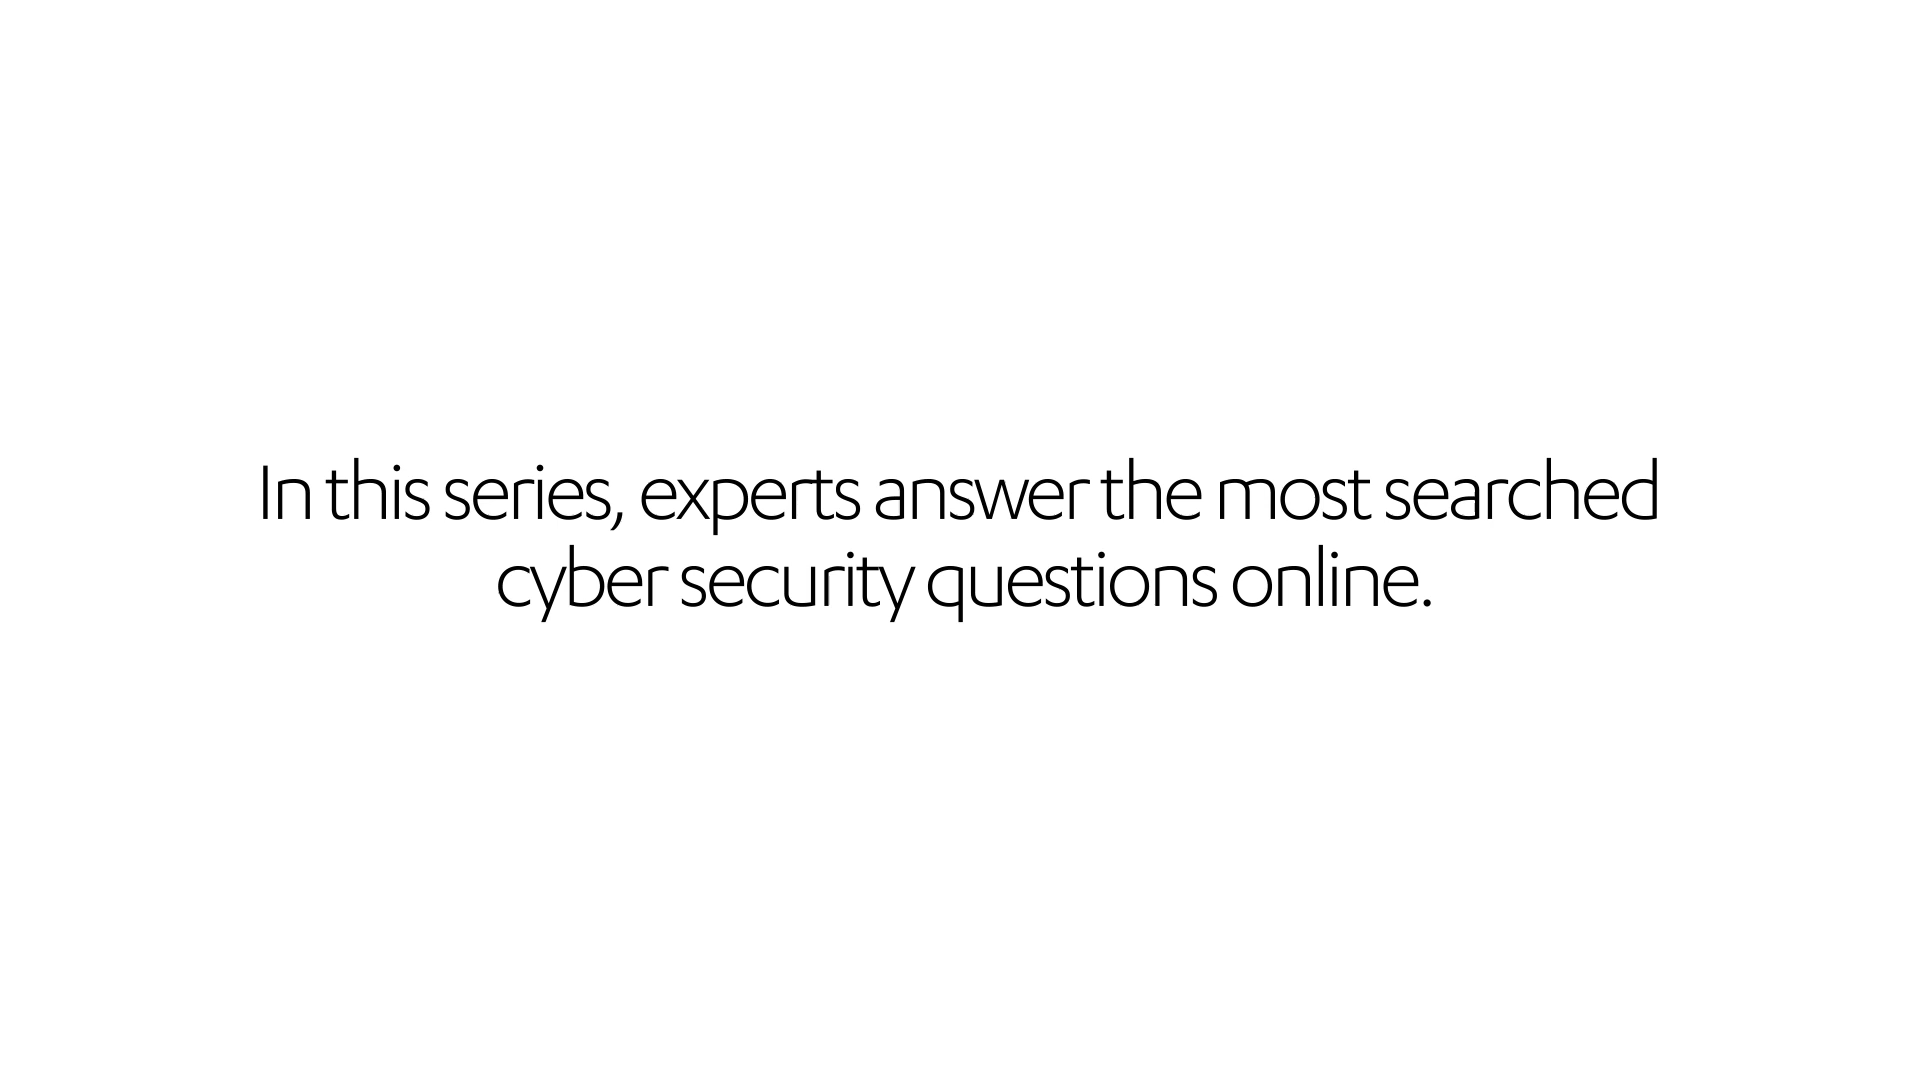 In this series, experts answer the most searched
cyber security questions online.